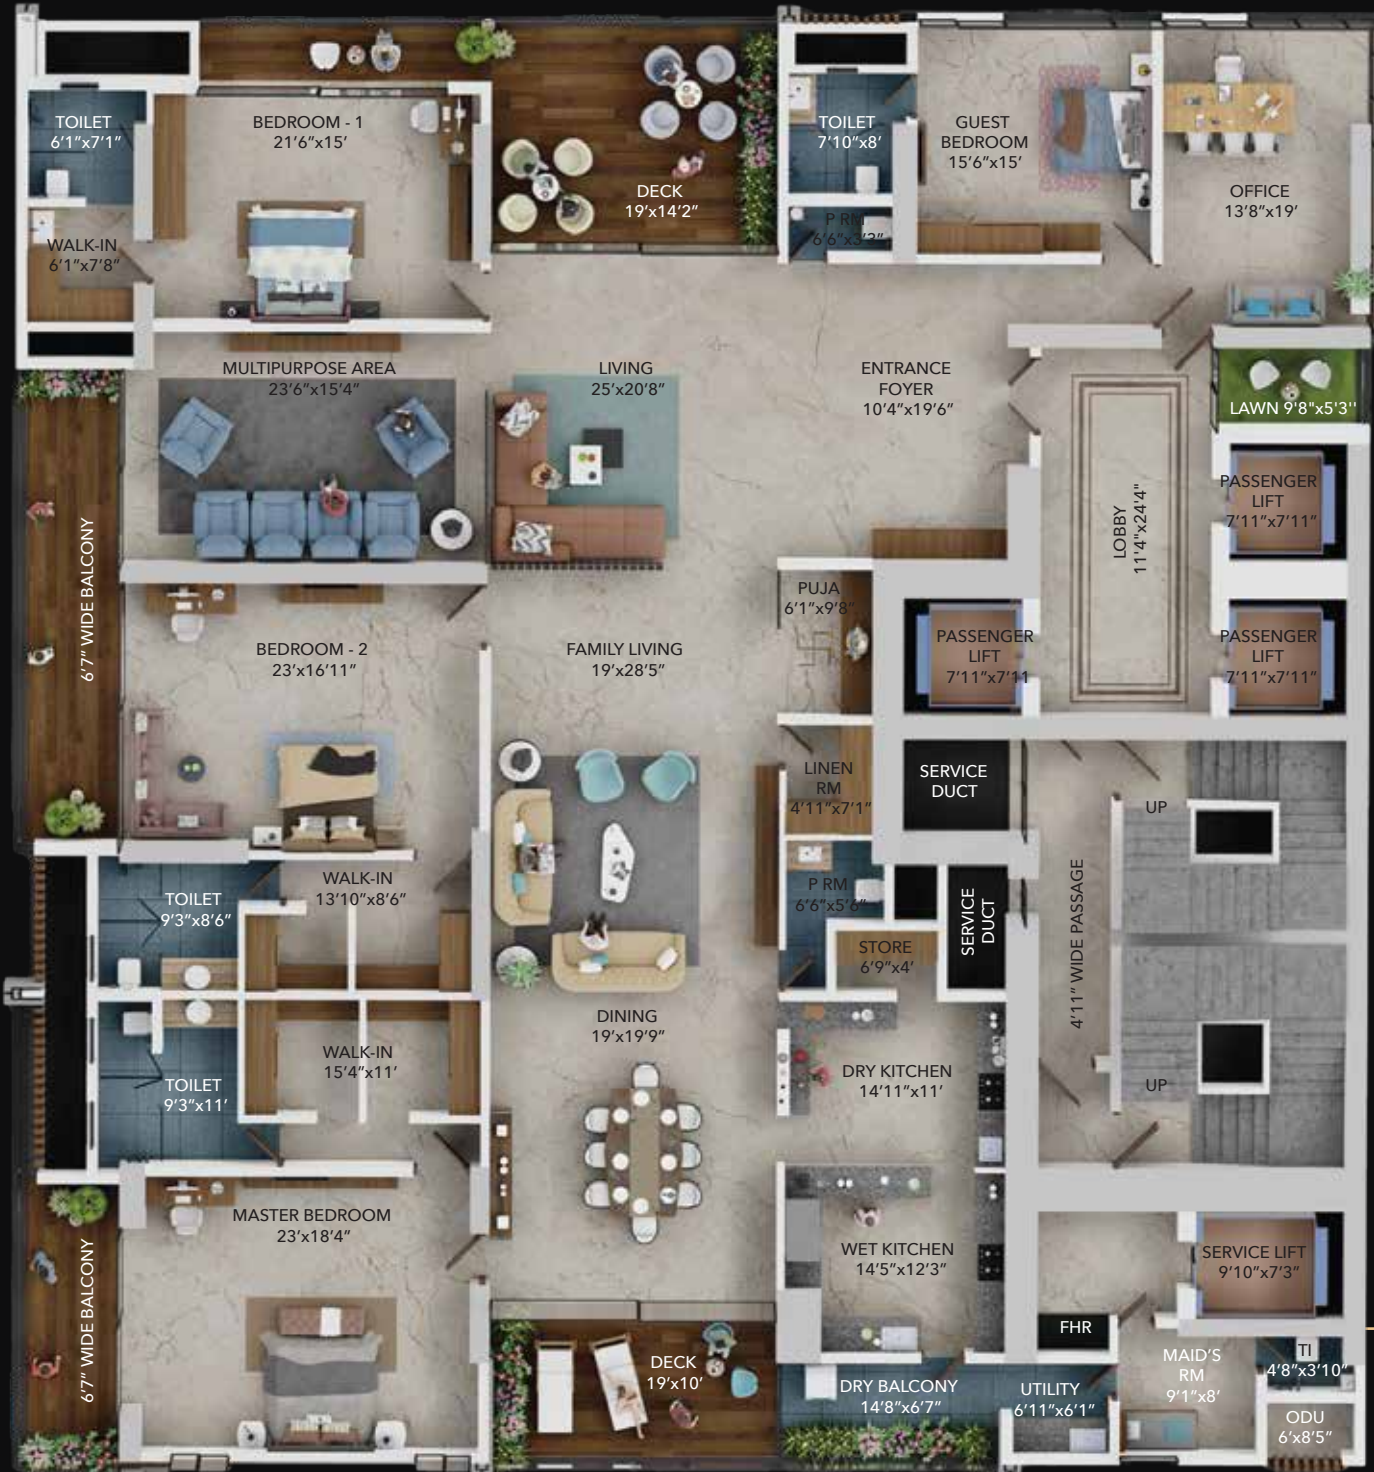 TOILET
6'1"x7'1"
BEDROOM - 1
21'6"x15'
DECK
19'x14'2"
TOILET
7'10"x8'
GUEST
BEDROOM
15'6"x15'
OFFICE
13'8"x19'
P RM
6'6"x3'3"
WALK-IN
6'1"x7'8"
MULTIPURPOSE AREA
23'6"x15'4"
LIVING
25'x20'8"
ENTRANCE
FOYER
10'4"x19'6"
LAWN 9'8"x5'3''
6'7" WIDE BALCONY
LOBBY
11'4"x24'4"
PASSENGER
LIFT
7'11"x7'11"
PUJA
6'1"x9'8"
BEDROOM - 2
23'x16'11"
FAMILY LIVING
19'x28'5"
PASSENGER
LIFT
7'11"x7'11
PASSENGER
LIFT
7'11"x7'11"
LINEN
RM
4'11"x7'1"
SERVICE
DUCT
UP
WALK-IN
13'10"x8'6"
TOILET
9'3"x8'6"
P RM
6'6"x5'6"
SERVICE
DUCT
4'11" WIDE PASSAGE
STORE
6'9"x4'
DINING
19'x19'9"
WALK-IN
15'4"x11'
TOILET
9'3"x11'
DRY KITCHEN
14'11"x11'
UP
MASTER BEDROOM
23'x18'4"
WET KITCHEN
14'5"x12'3"
SERVICE LIFT
9'10"x7'3"
6'7" WIDE BALCONY
FHR
DECK
19'x10'
DRY BALCONY
14'8"x6'7"
UTILITY
6'11"x6'1"
MAID'S
RM
9'1"x8'
TI
4'8"x3'10"
ODU
6'x8'5"